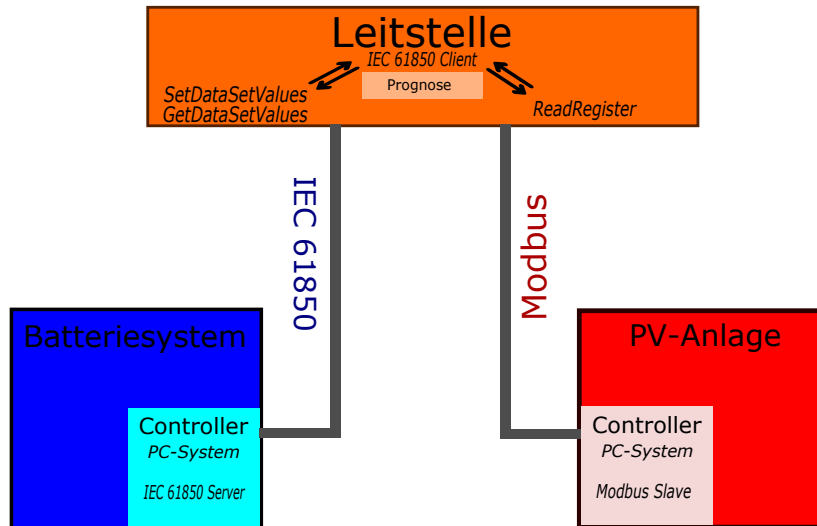 Leitstelle
IEC 61850 Client
Prognose
SetDataSetValues
GetDataSetValues
ReadRegister
IEC 61850
Modbus
Batteriesystem
Controller
PC-System
IEC 61850 Server
PV-Anlage
Controller
PC-System
Modbus Slave